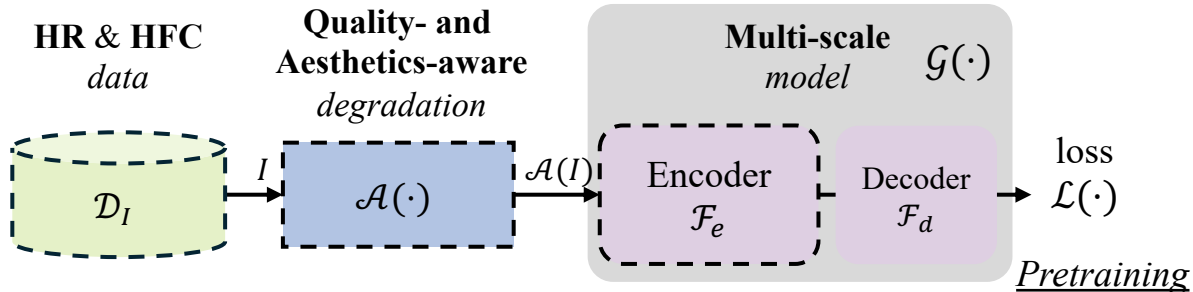 HR & HFC
data
𝒟_I
I
Quality- and
Aesthetics-aware
degradation
𝒜(·)
𝒜(I)
Multi-scale
model
𝒢(·)
Encoder
ℱ_e
Decoder
ℱ_d
loss
ℒ(·)
Pretraining